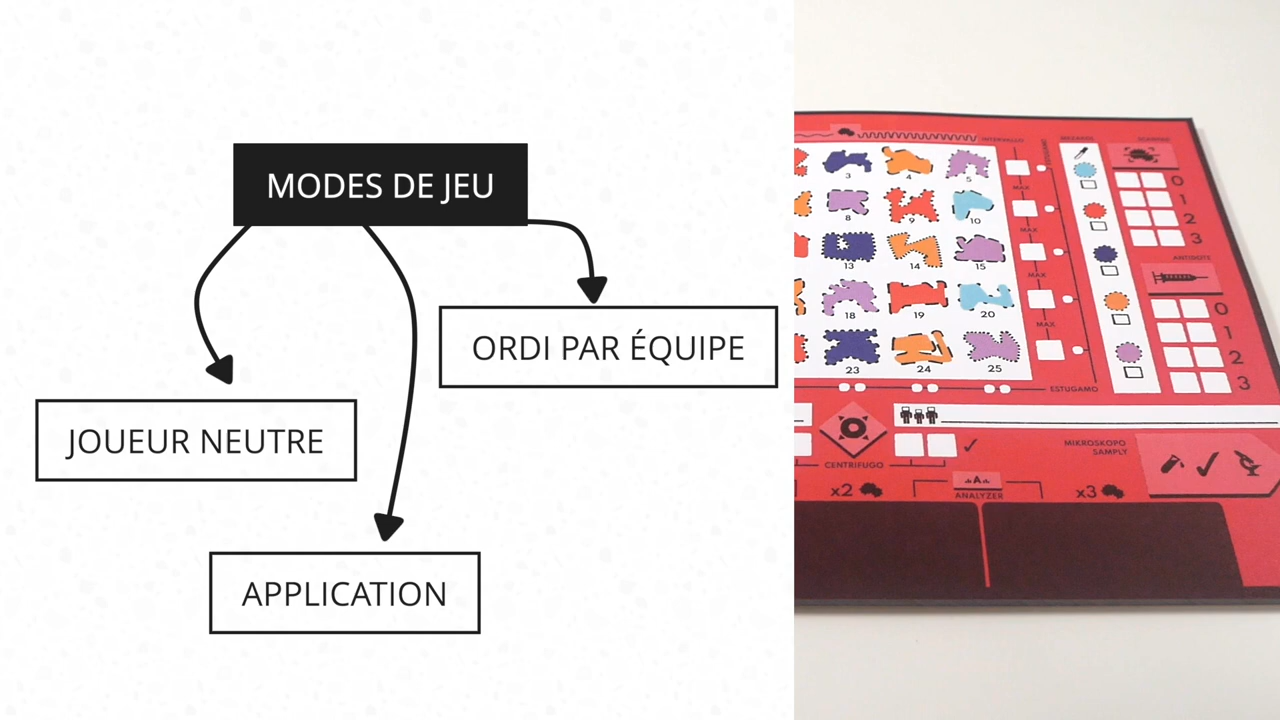 MODES DE JEU
ORDI PAR ÉQUIPE
JOUEUR NEUTRE
APPLICATION
INTERVALLO
3
4
5
8
9
10
13
14
15
18
19
20
23
24
25
MAX
MAX
MAX
MAX
ESTUGAMO
0
1
2
3
ANTIDOTE
0
1
2
3
CENTRIFUGO
MIKROSKOPO
SAMPLY
x2
A
ANALYZER
x3